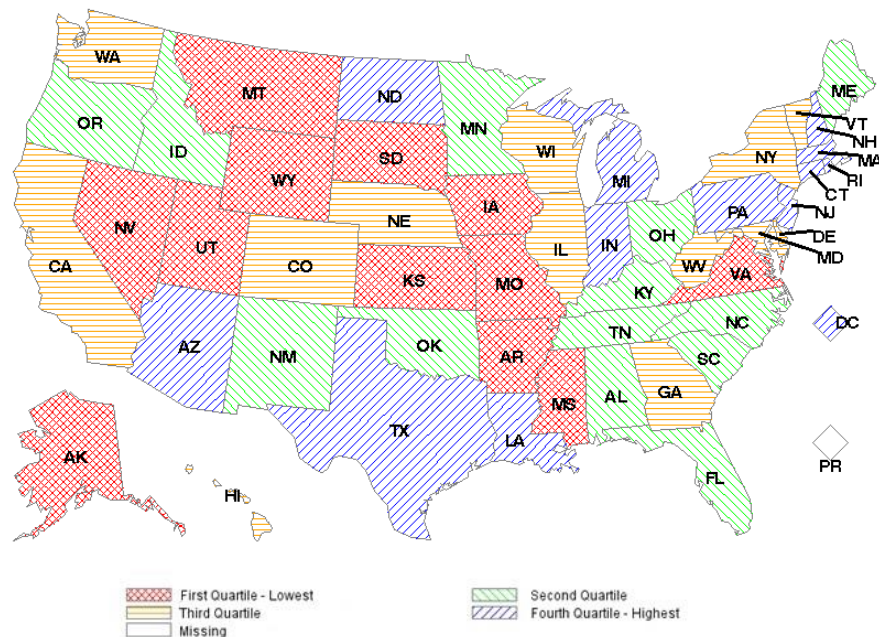 WA
MT
ND
MN
ME
OR
ID
SD
WI
VT
NH
NY
MA
MI
WY
RI
CT
IA
PA
NJ
NE
NV
OH
DE
IN
IL
UT
MD
CA
CO
WV
VA
KS
MO
KY
NC
DC
TN
AZ
OK
NM
AR
SC
GA
AL
MS
TX
LA
AK
PR
FL
HI
First Quartile - Lowest
Second Quartile
Third Quartile
Fourth Quartile - Highest
Missing